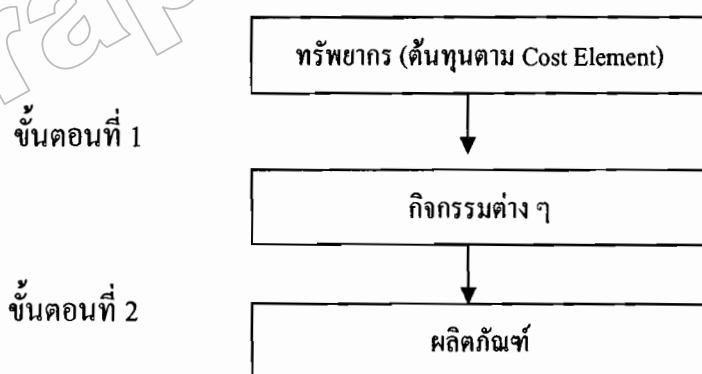 ทรัพยากร (ต้นทุนตาม Cost Element)
ขั้นตอนที่ 1
กิจกรรมต่าง ๆ
ขั้นตอนที่ 2
ผลิตภัณฑ์